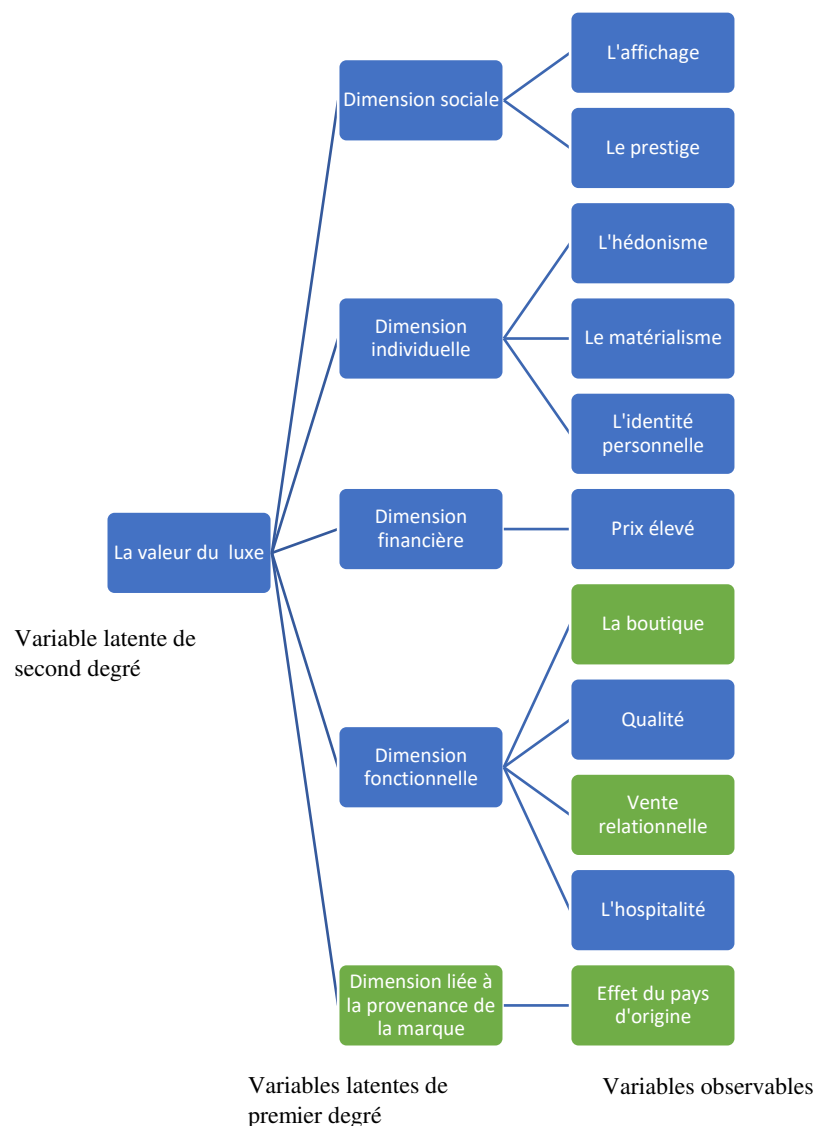 L'affichage
Dimension sociale
Le prestige
L'hédonisme
Dimension
individuelle
Le matérialisme
L'identité
personnelle
La valeur du  luxe
Dimension
financière
Prix élevé
Variable latente de
second degré
La boutique
Qualité
Dimension
fonctionnelle
Vente
relationnelle
L'hospitalité
Dimension liée à
la provenance de
la marque
Effet du pays
d'origine
Variables latentes de
premier degré
Variables observables